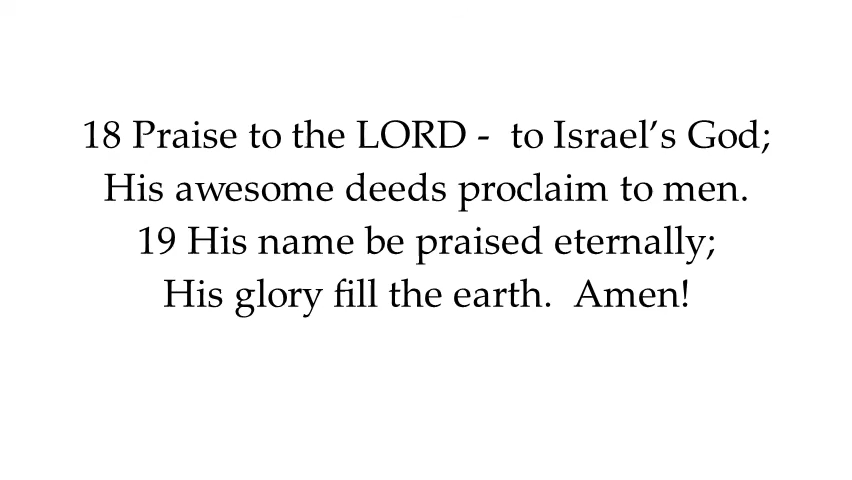 18 Praise to the LORD -  to Israel’s God;
His awesome deeds proclaim to men.
19 His name be praised eternally;
His glory fill the earth.  Amen!